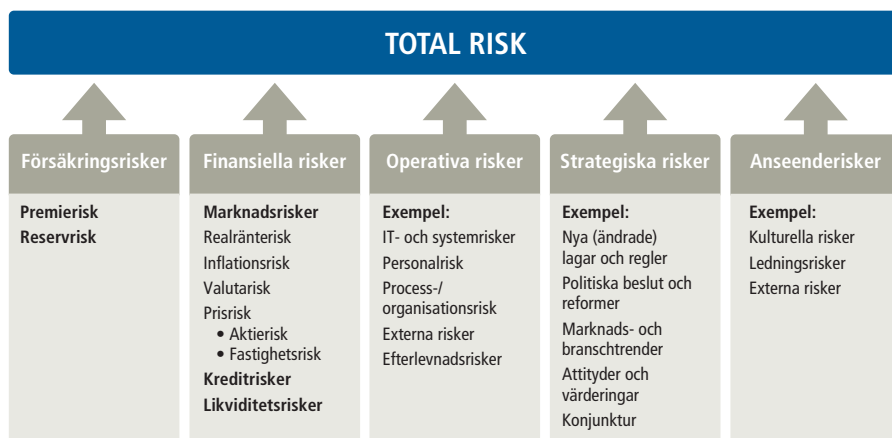 TOTAL RISK
Försäkringsrisker
Premierisk
Reservrisk
Finansiella risker
Marknadsrisker
Realränterisk
Inflationsrisk
Valutarisk
Prisrisk
• Aktierisk
• Fastighetsrisk
Kreditrisker
Likviditetsrisker
Operativa risker
Exempel:
IT- och systemrisker
Personalrisk
Process-/
organisationsrisk
Externa risker
Efterlevnadsrisker
Strategiska risker
Exempel:
Nya (ändrade)
lagar och regler
Politiska beslut och
reformer
Marknads- och
branschtrender
Attityder och
värderingar
Konjunktur
Anseenderisker
Exempel:
Kulturella risker
Ledningsrisker
Externa risker